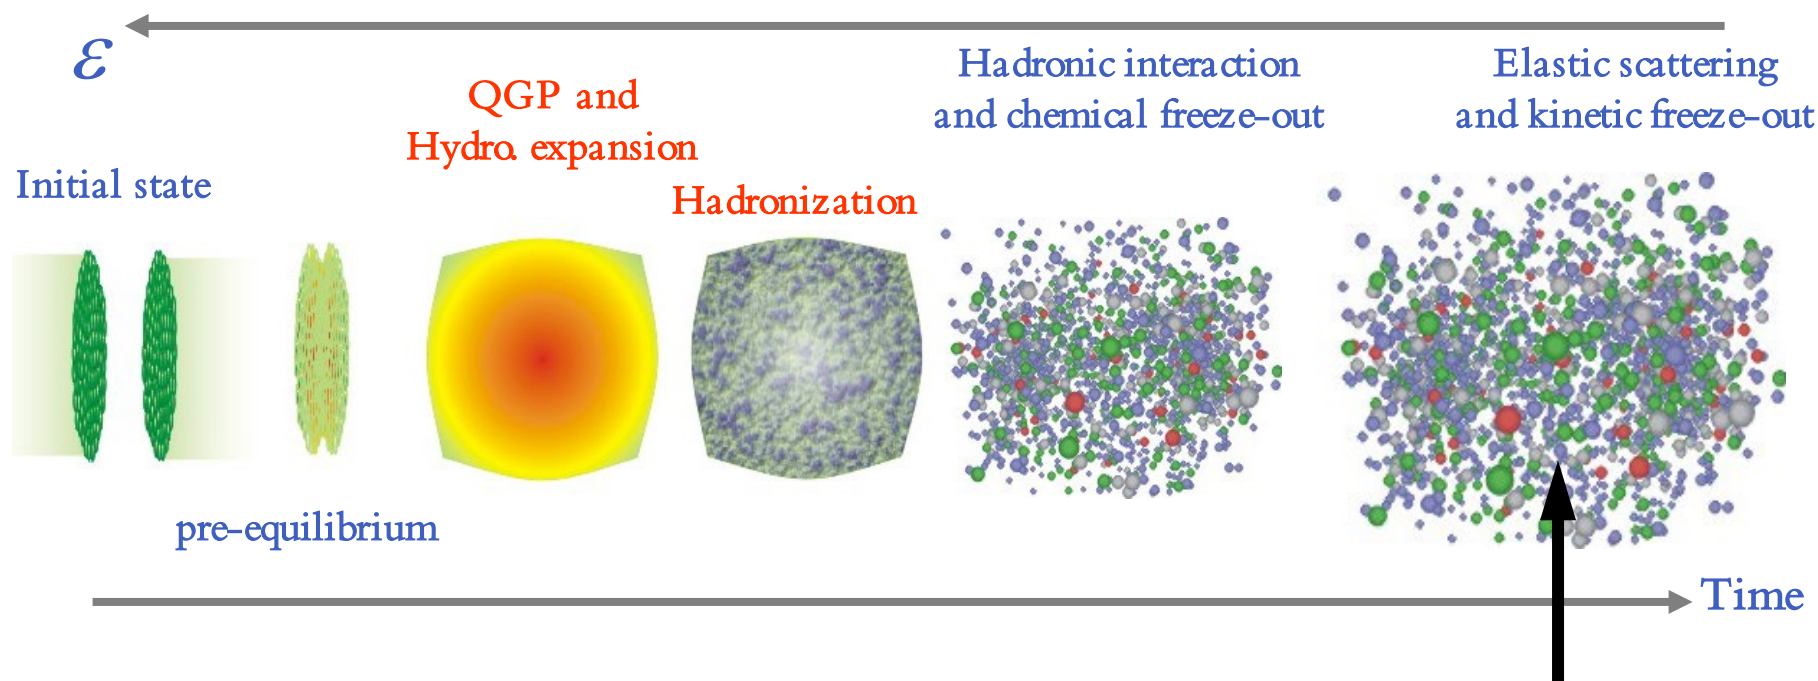 ε
Hadronic interaction
and chemical freeze-out
Elastic scattering
and kinetic freeze-out
QGP and
Hydro. expansion
Initial state
Hadronization
pre-equilibrium
Time